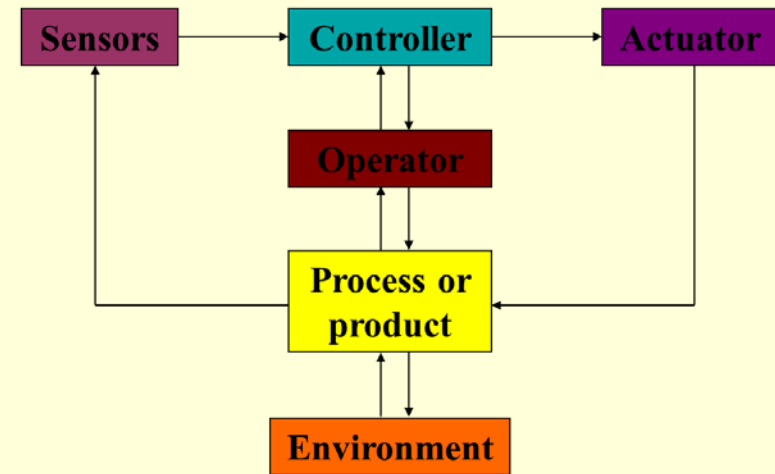 Sensors
Controller
Actuator
Operator
Process or
product
Environment